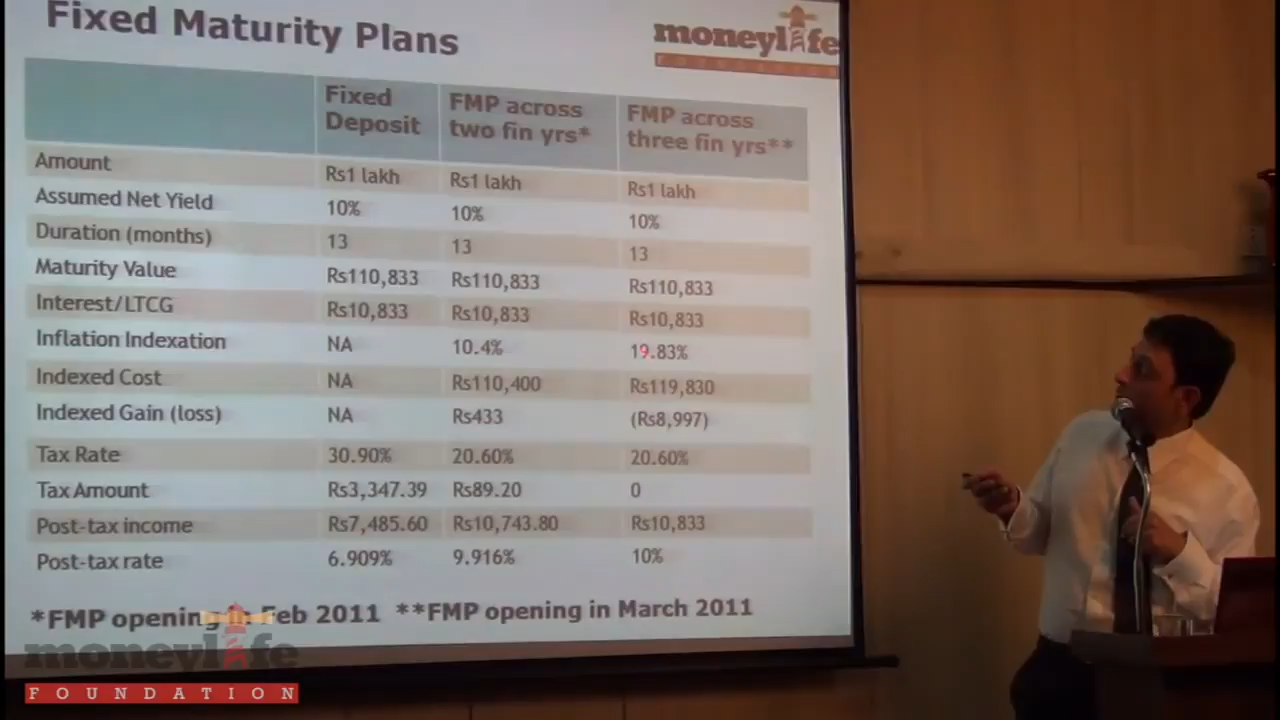 Fixed Maturity Plans
moneylife
FOUNDATION
Fixed Deposit FMP across two fin yrs* FMP across three fin yrs**
Amount Rs1 lakh Rs1 lakh Rs1 lakh
Assumed Net Yield 10% 10% 10%
Duration (months) 13 13 13
Maturity Value Rs110,833 Rs110,833 Rs110,833
Interest/LTCG Rs10,833 Rs10,833 Rs10,833
Inflation Indexation NA 10.4% 19.83%
Indexed Cost NA Rs110,400 Rs119,830
Indexed Gain (loss) NA Rs433 (Rs8,997)
Tax Rate 30.90% 20.60% 20.60%
Tax Amount Rs3,347.39 Rs89.20 0
Post-tax income Rs7,485.60 Rs10,743.80 Rs10,833
Post-tax rate 6.909% 9.916% 10%
*FMP opening in Feb 2011 **FMP opening in March 2011
moneylife
FOUNDATION